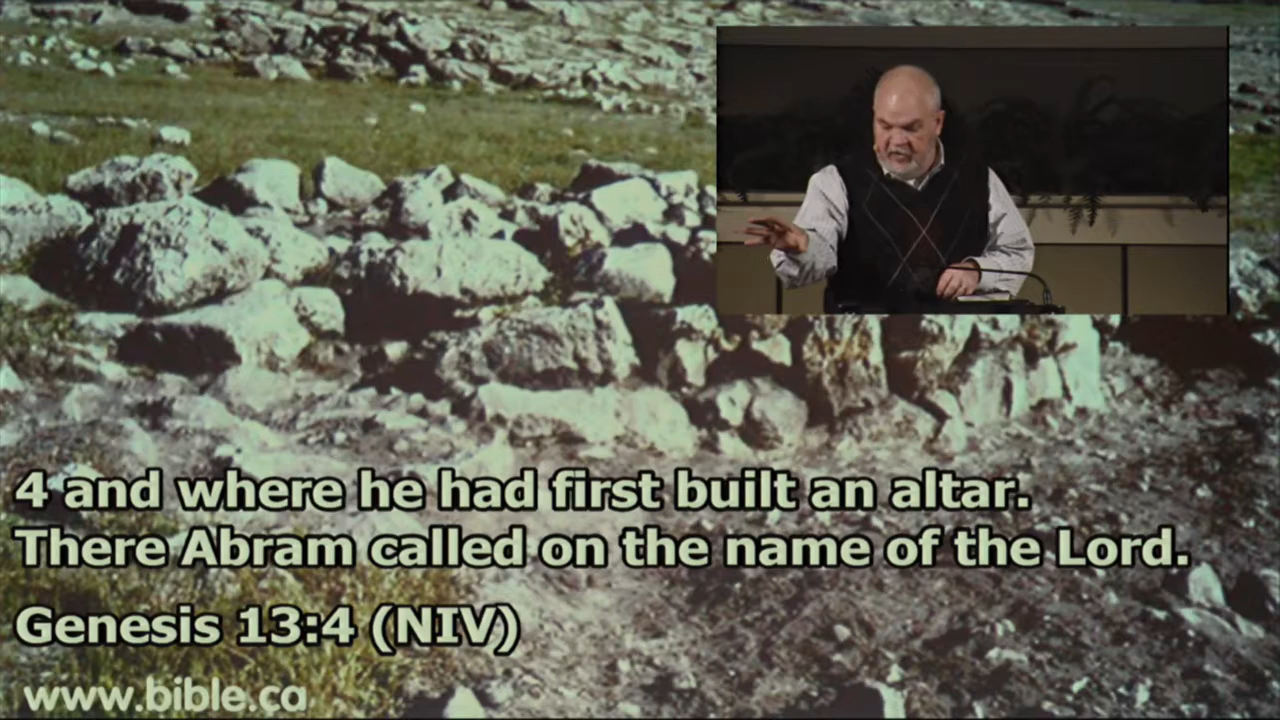 4 and where he had first built an altar.
There Abram called on the name of the Lord.
Genesis 13:4 (NIV)
www.bible.ca